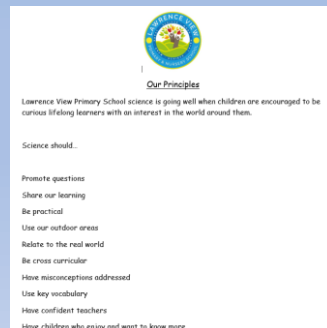 LAWRENCE VIEW
PRIMARY & NURSERY SCHOOL
Our Principles
Lawrence View Primary School science is going well when children are encouraged to be
curious lifelong learners with an interest in the world around them.
Science should…
Promote questions
Share our learning
Be practical
Use our outdoor areas
Relate to the real world
Be cross curricular
Have misconceptions addressed
Use key vocabulary
Have confident teachers
Have children who enjoy and want to know more